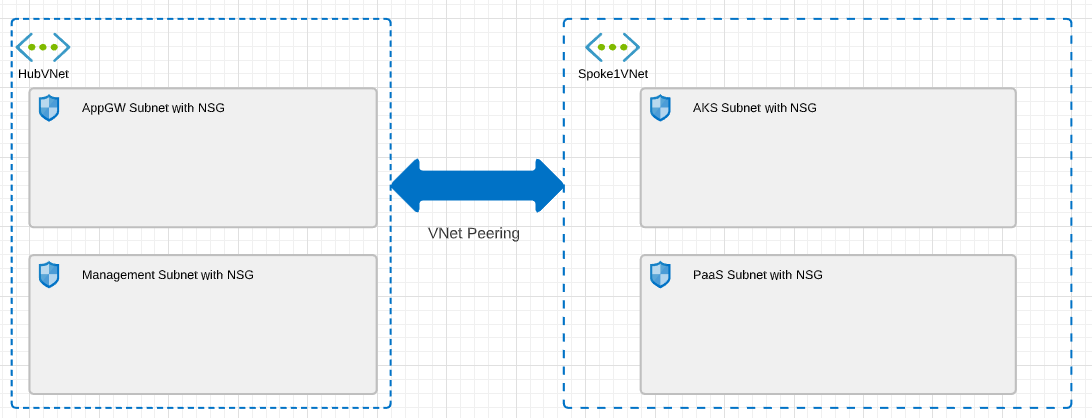 HubVNet
AppGW Subnet with NSG
Management Subnet with NSG
VNet Peering
Spoke1VNet
AKS Subnet with NSG
PaaS Subnet with NSG